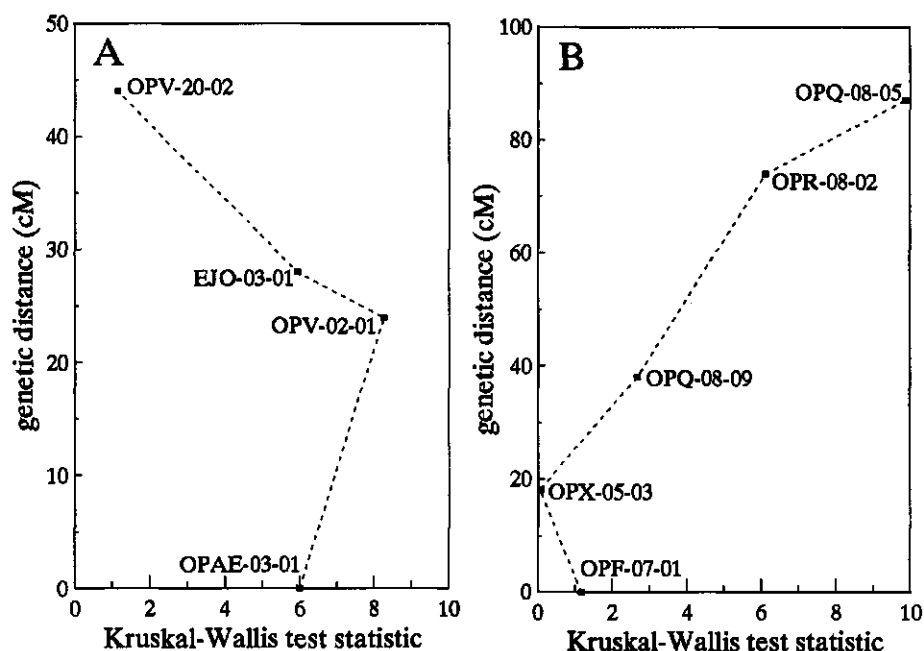 A
genetic distance (cM)
50
40
30
20
10
0
OPV-20-02
EJO-03-01
OPV-02-01
OPAE-03-01
0 2 4 6 8 10
Kruskal-Wallis test statistic
B
genetic distance (cM)
100
80
60
40
20
0
OPQ-08-05
OPR-08-02
OPQ-08-09
OPX-05-03
OPF-07-01
0 2 4 6 8 10
Kruskal-Wallis test statistic